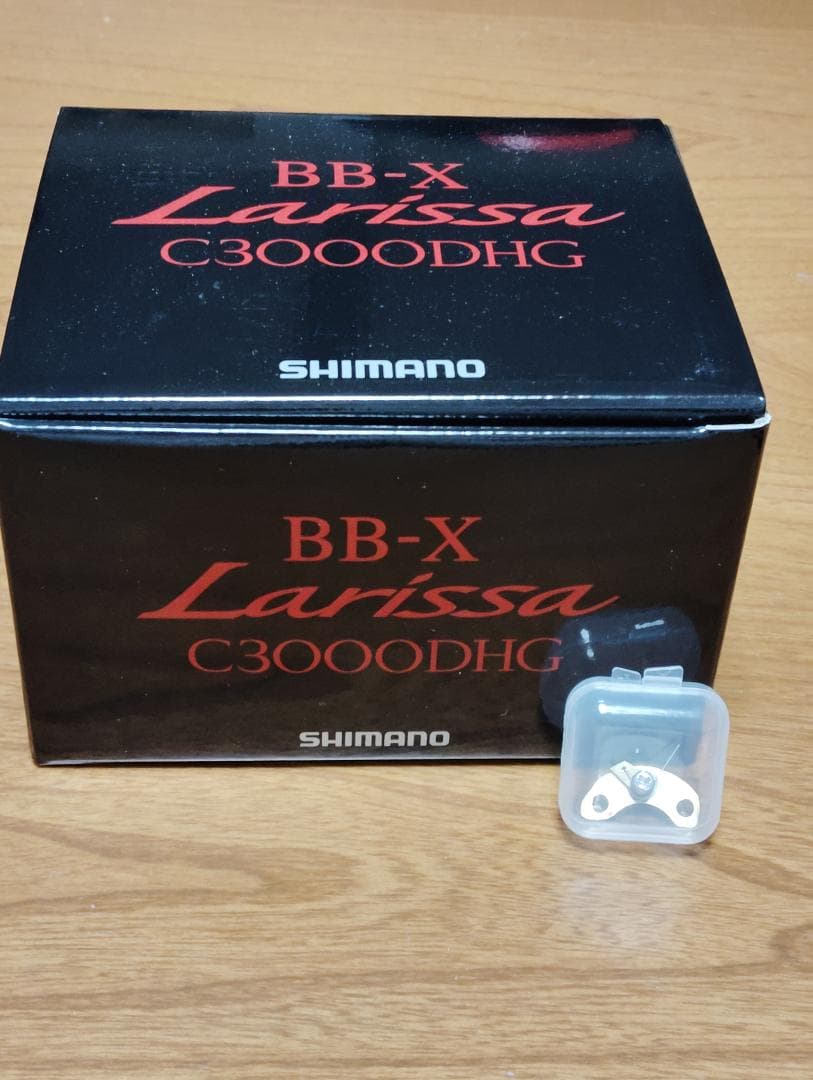 BB-X
Larissa
C3000DHG
SHIMANO
BB-X
Larissa
C3000DHG
SHIMANO